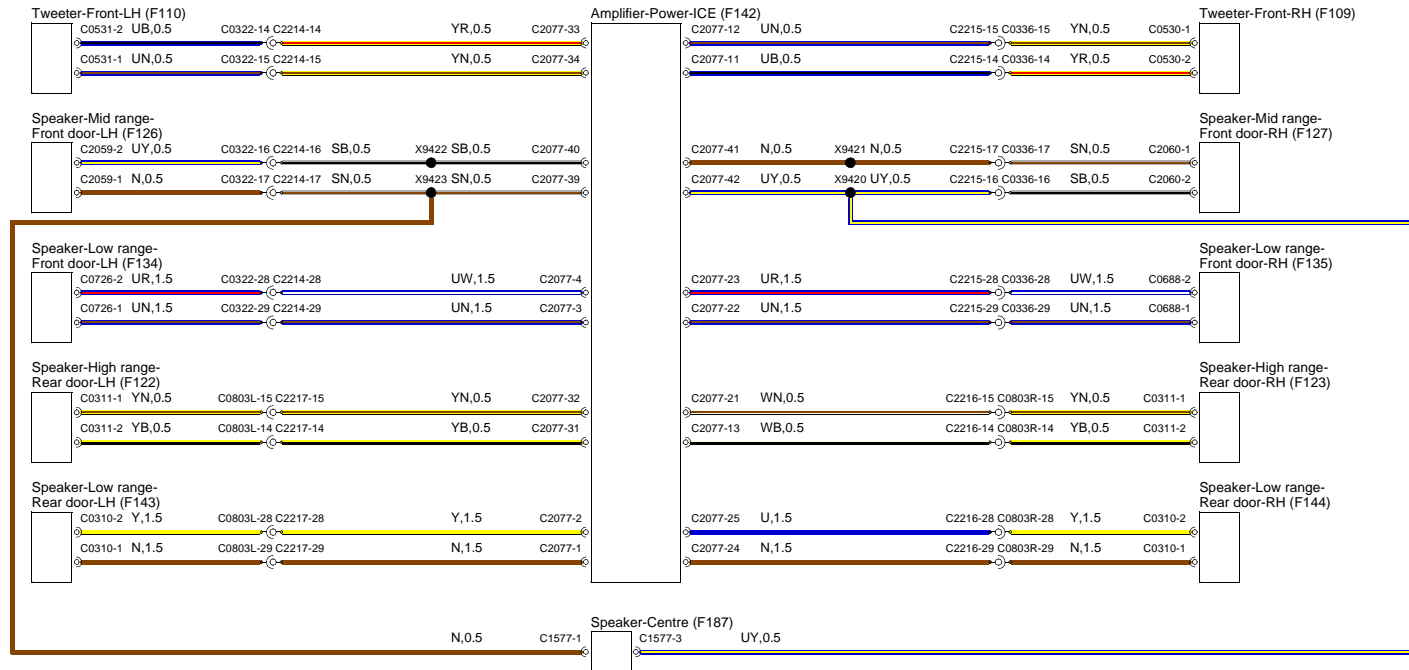 Tweeter-Front-LH (F110) Amplifier-Power-ICE (F142) Tweeter-Front-RH (F109)
C0531-2 UB,0.5 C0322-14 C2214-14 YR,0.5 C2077-33 C2077-12 UN,0.5 C2215-15 C0336-15 YN,0.5 C0530-1
C0531-1 UN,0.5 C0322-15 C2214-15 YN,0.5 C2077-34 C2077-11 UB,0.5 C2215-14 C0336-14 YR,0.5 C0530-2
Speaker-Mid range- Speaker-Mid range-
Front door-LH (F126) Front door-RH (F127)
C2059-2 UY,0.5 C0322-16 C2214-16 SB,0.5 X9422 SB,0.5 C2077-40 C2077-41 N,0.5 X9421 N,0.5 C2215-17 C0336-17 SN,0.5 C2060-1
C2059-1 N,0.5 C0322-17 C2214-17 SN,0.5 X9423 SN,0.5 C2077-39 C2077-42 UY,0.5 X9420 UY,0.5 C2215-16 C0336-16 SB,0.5 C2060-2
Speaker-Low range- Speaker-Low range-
Front door-LH (F134) Front door-RH (F135)
C0726-2 UR,1.5 C0322-28 C2214-28 UW,1.5 C2077-4 C2077-23 UR,1.5 C2215-28 C0336-28 UW,1.5 C0688-2
C0726-1 UN,1.5 C0322-29 C2214-29 UN,1.5 C2077-3 C2077-22 UN,1.5 C2215-29 C0336-29 UN,1.5 C0688-1
Speaker-High range- Speaker-High range-
Rear door-LH (F122) Rear door-RH (F123)
C0311-1 YN,0.5 C0803L-15 C2217-15 YN,0.5 C2077-32 C2077-21 WN,0.5 C2216-15 C0803R-15 YN,0.5 C0311-1
C0311-2 YB,0.5 C0803L-14 C2217-14 YB,0.5 C2077-31 C2077-13 WB,0.5 C2216-14 C0803R-14 YB,0.5 C0311-2
Speaker-Low range- Speaker-Low range-
Rear door-LH (F143) Rear door-RH (F144)
C0310-2 Y,1.5 C0803L-28 C2217-28 Y,1.5 C2077-2 C2077-25 U,1.5 C2216-28 C0803R-28 Y,1.5 C0310-2
C0310-1 N,1.5 C0803L-29 C2217-29 N,1.5 C2077-1 C2077-24 N,1.5 C2216-29 C0803R-29 N,1.5 C0310-1
Speaker-Centre (F187)
N,0.5 C1577-1 C1577-3 UY,0.5